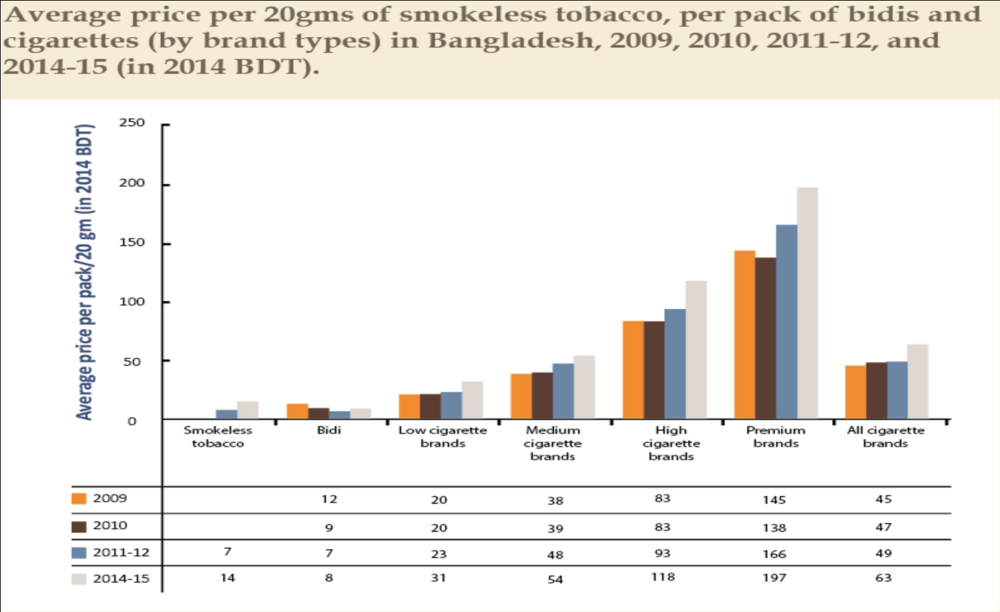 Average price per 20gms of smokeless tobacco, per pack of bidis and
cigarettes (by brand types) in Bangladesh, 2009, 2010, 2011-12, and
2014-15 (in 2014 BDT).
Average price per pack/20 gm (in 2014 BDT)
250
200
150
100
50
0
Smokeless
tobacco
Bidi
Low cigarette
brands
Medium
cigarette
brands
High
cigarette
brands
Premium
brands
All cigarette
brands
2009 12 20 38 83 145 45
2010 9 20 39 83 138 47
2011-12 7 7 23 48 93 166 49
2014-15 14 8 31 54 118 197 63